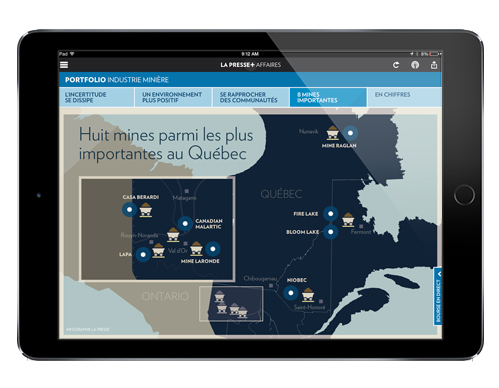 Pad
9:12 AM
8%
LA PRESSE+ AFFAIRES
PORTFOLIO INDUSTRIE MINIÈRE
L'INCERTITUDE
SE DISSIPE
UN ENVIRONNEMENT
PLUS POSITIF
SE RAPPROCHER
DES COMMUNAUTÉS
8 MINES
IMPORTANTES
EN CHIFFRES
Huit mines parmi les plus
importantes au Québec
Nunavik
MINE RAGLAN
CASA BERARDI
Matagami
CANADIAN
MALARTIC
Rouyn-Noranda
Val d'Or
LAPA
MINE LARONDE
QUÉBEC
FIRE LAKE
BLOOM LAKE
Fermont
Chibougamau
NIOBEC
Saint-Honoré
ONTARIO
BOURSE EN DIRECT
INFOGRAPHIE LA PRESSE